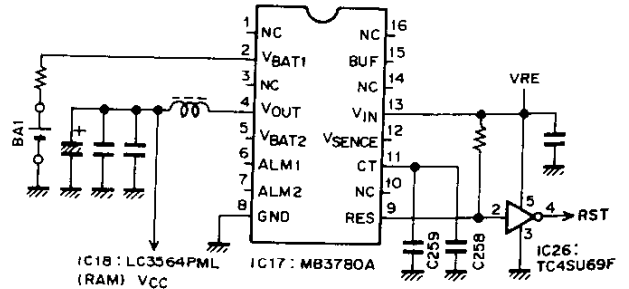 1
NC
2
VBAT1
3
NC
4
VOUT
5
VBAT2
6
ALM1
7
ALM2
8
GND
16
NC
15
BUF
14
NC
13
VIN
12
VSENCE
11
CT
10
NC
9
RES
BA1
+
VRE
C259
C258
2
5
4
3
RST
IC18: LC3564PML
(RAM) VCC
IC17: MB3780A
IC26:
TC4SU69F